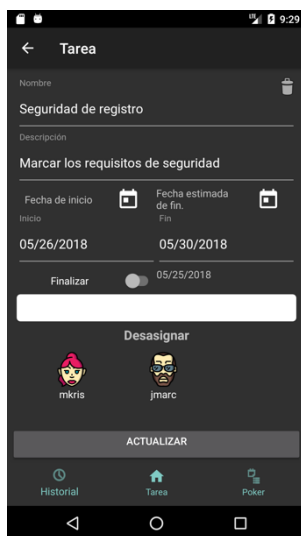 9:29
Tarea
Nombre
Seguridad de registro
Descripción
Marcar los requisitos de seguridad
Fecha de inicio
Fecha estimada
de fin.
Inicio
Fin
05/26/2018
05/30/2018
Finalizar
05/25/2018
Desasignar
mkris
jmarc
ACTUALIZAR
Historial
Tarea
Poker